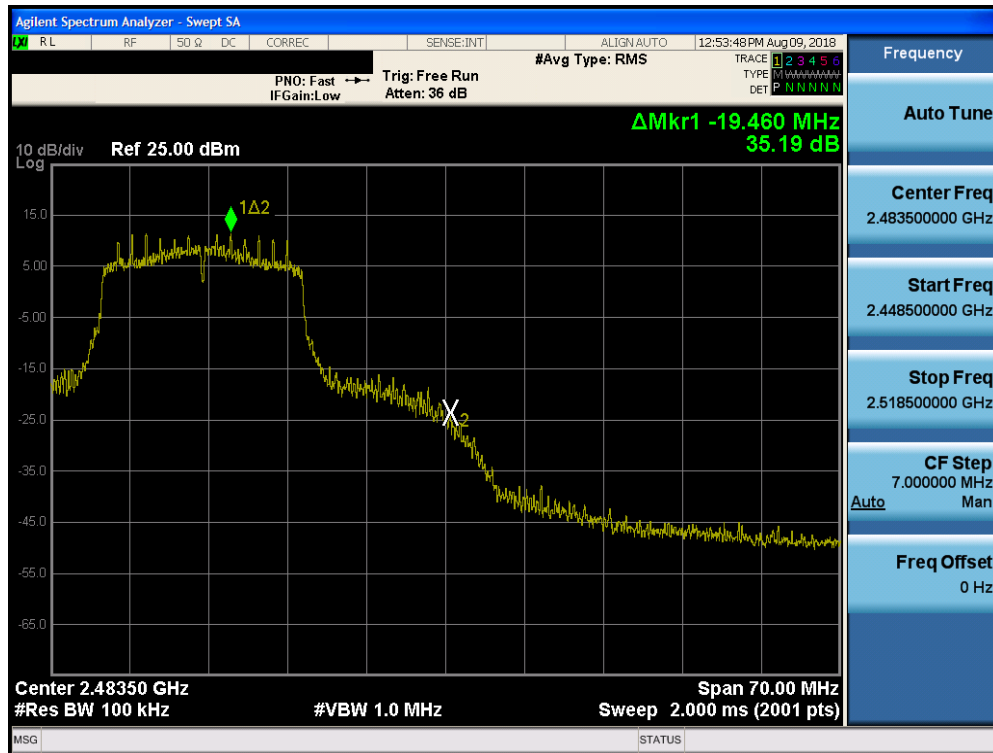 Agilent Spectrum Analyzer - Swept SA
LXI RL RF 50 Ω DC CORREC SENSE:INT ALIGN AUTO 12:53:48 PM Aug 09, 2018
Frequency
#Avg Type: RMS
TRACE 1 2 3 4 5 6
PNO: Fast
Trig: Free Run
TYPE M W W W W W
IFGain:Low
Atten: 36 dB
DET P N N N N N
Auto Tune
ΔMkr1 -19.460 MHz
35.19 dB
10 dB/div
Ref 25.00 dBm
Log
15.0
5.00
-5.00
-15.0
-25.0
-35.0
-45.0
-55.0
-65.0
1Δ2
X2
Center Freq
2.483500000 GHz
Start Freq
2.448500000 GHz
Stop Freq
2.518500000 GHz
CF Step
7.000000 MHz
Auto Man
Freq Offset
0 Hz
Center 2.48350 GHz
Span 70.00 MHz
#Res BW 100 kHz
#VBW 1.0 MHz
Sweep 2.000 ms (2001 pts)
MSG
STATUS